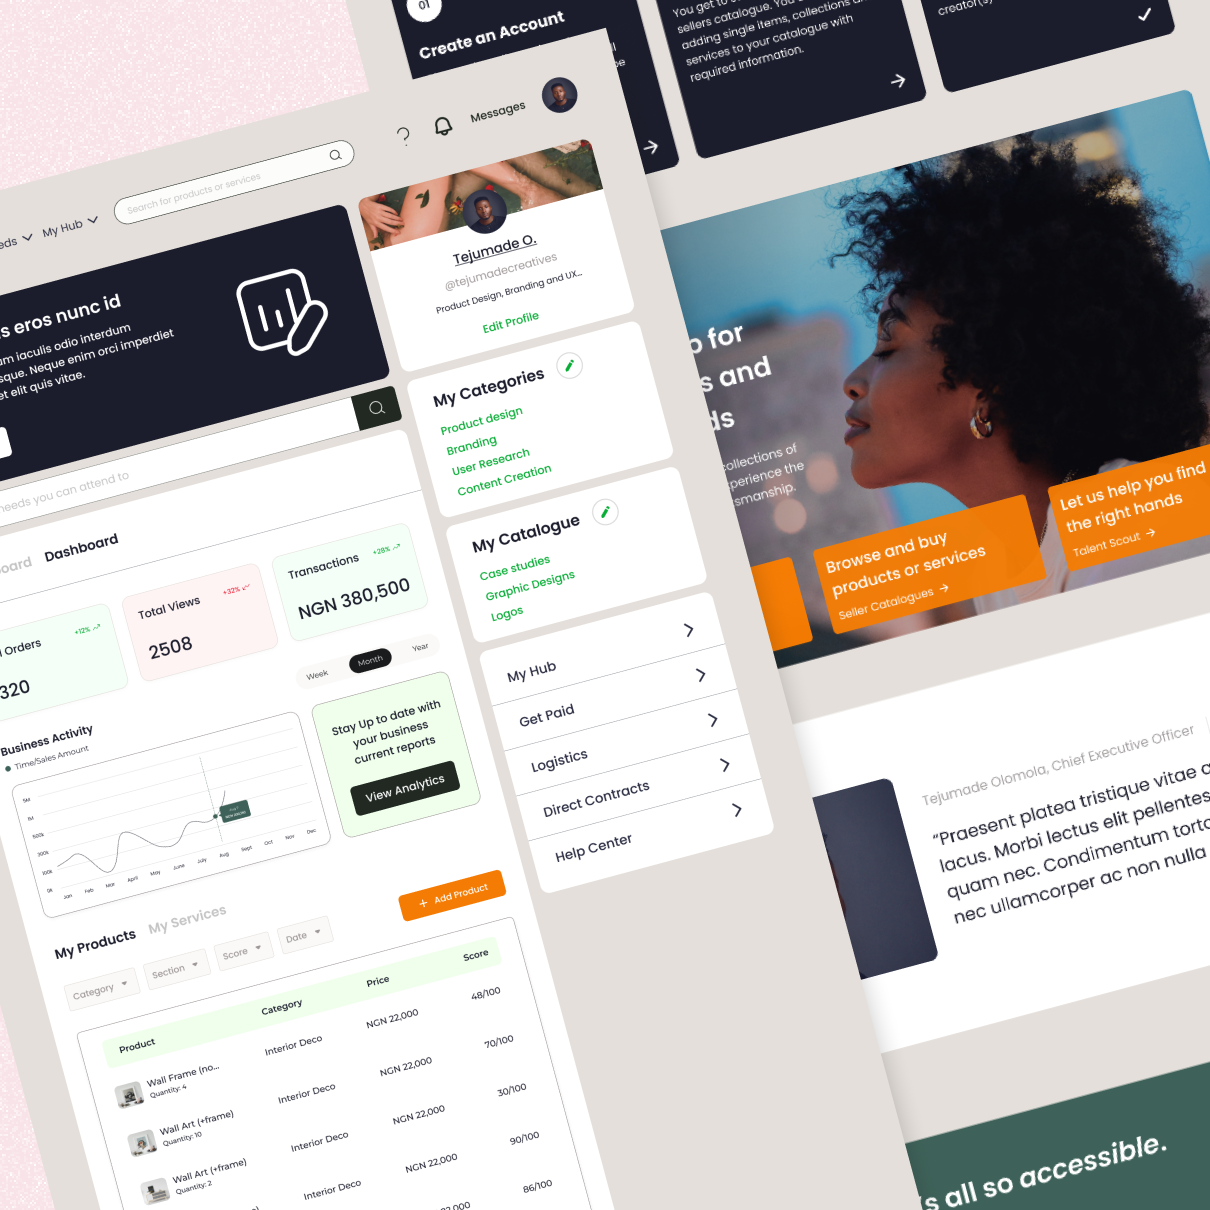 01
Create an Account
You get to
sellers catalogue. You
adding single items, collections
services to your catalogue with
required information.
creator(s)
Messages
Search for products or services
My Hub
s eros nunc id
um iaculis odio interdum
sque. Neque enim orci imperdiet
et elit quis vitae.
needs you can attend to
Tejumade O.
@tejumadecreatives
Product Design, Branding and UX...
Edit Profile
My Categories
Product design
Branding
User Research
Content Creation
My Catalogue
Case studies
Graphic Designs
Logos
My Hub
Get Paid
Logistics
Direct Contracts
Help Center
Dashboard
Orders
+12%
320
Total Views
+32%
2508
Transactions
+28%
NGN 380,500
Week
Month
Year
Business Activity
Time/Sales Amount
Jan Feb Mar April May June July Aug Sept Oct Nov Dec
Stay Up to date with
your business
current reports
View Analytics
My Products
My Services
+ Add Product
Category
Section
Score
Date
Product Category Price Score
Wall Frame (no... Interior Deco NGN 22,000 48/100
Quantity: 4
Wall Art (+frame) Interior Deco NGN 22,000 70/100
Quantity: 10
Wall Art (+frame) Interior Deco NGN 22,000 30/100
Quantity: 2
Interior Deco NGN 22,000 90/100
86/100
for
s and
ds
collections of
xperience the
smanship.
Browse and buy
products or services
Seller Catalogues
Let us help you find
the right hands
Talent Scout
Tejumade Olomola, Chief Executive Officer
“Praesent platea tristique vitae
lacus. Morbi lectus elit pellentes
quam nec. Condimentum torto
nec ullamcorper ac non nulla
s all so accessible.